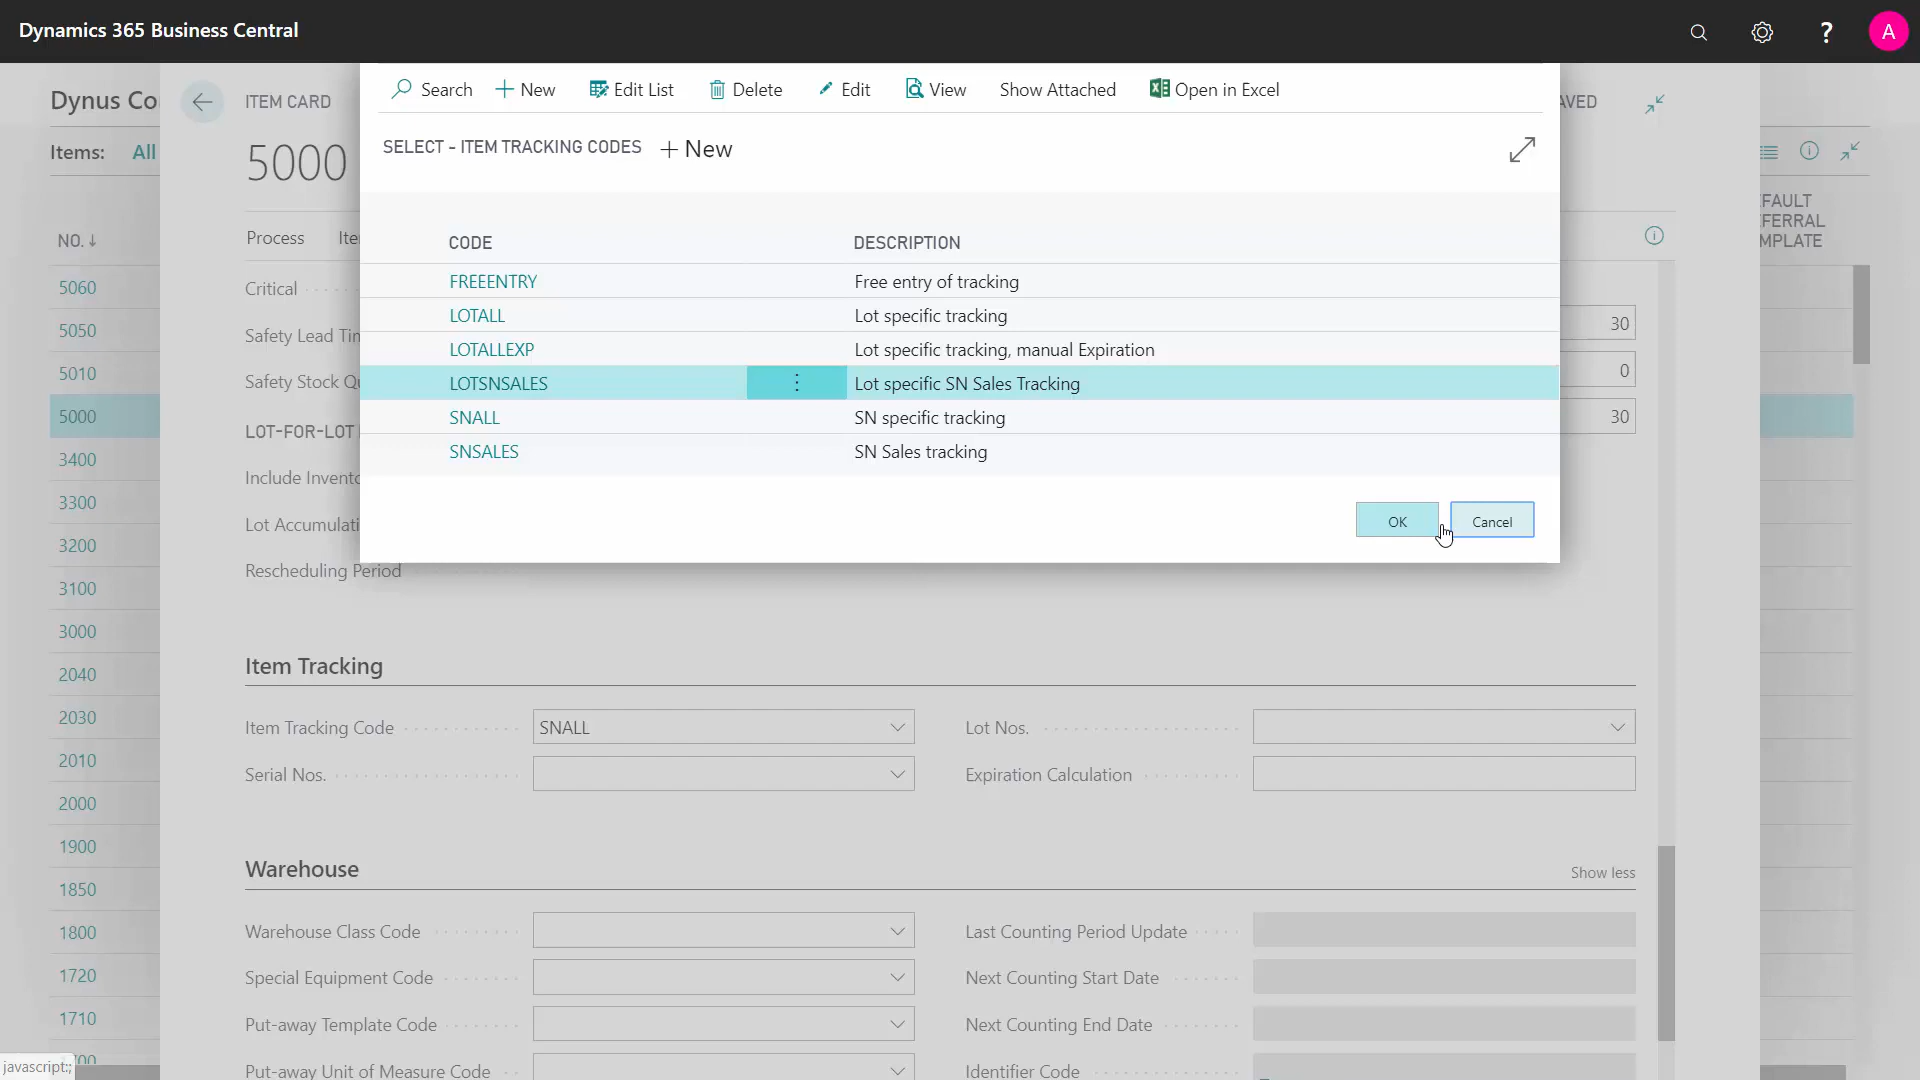 Dynamics 365 Business Central
A
Dynus Co
Items: All
NO. ↓
5060
5050
5010
5000
3400
3300
3200
3100
3000
2040
2030
2010
2000
1900
1850
1800
1720
1710
1700
ITEM CARD
5000
Process
Critical
Safety Lead Tim
LOT-FOR-LOT
Include Invento
Lot Accumulati
Rescheduling Period
Search
New
Edit List
Delete
Edit
View
Show Attached
Open in Excel
SELECT - ITEM TRACKING CODES
+ New
CODE DESCRIPTION
FREEENTRY Free entry of tracking
LOTALL Lot specific tracking
LOTALLEXP Lot specific tracking, manual Expiration
LOTSNSALES Lot specific SN Sales Tracking
SNALL SN specific tracking
SNSALES SN Sales tracking
OK
Cancel
AVED
30
0
30
FAULT
FERRAL
MPLATE
Item Tracking
Item Tracking Code SNALL
Serial Nos.
Lot Nos.
Expiration Calculation
Warehouse
Show less
Warehouse Class Code
Special Equipment Code
Put-away Template Code
Put-away Unit of Measure Code
Last Counting Period Update
Next Counting Start Date
Next Counting End Date
Identifier Code
javascript:;